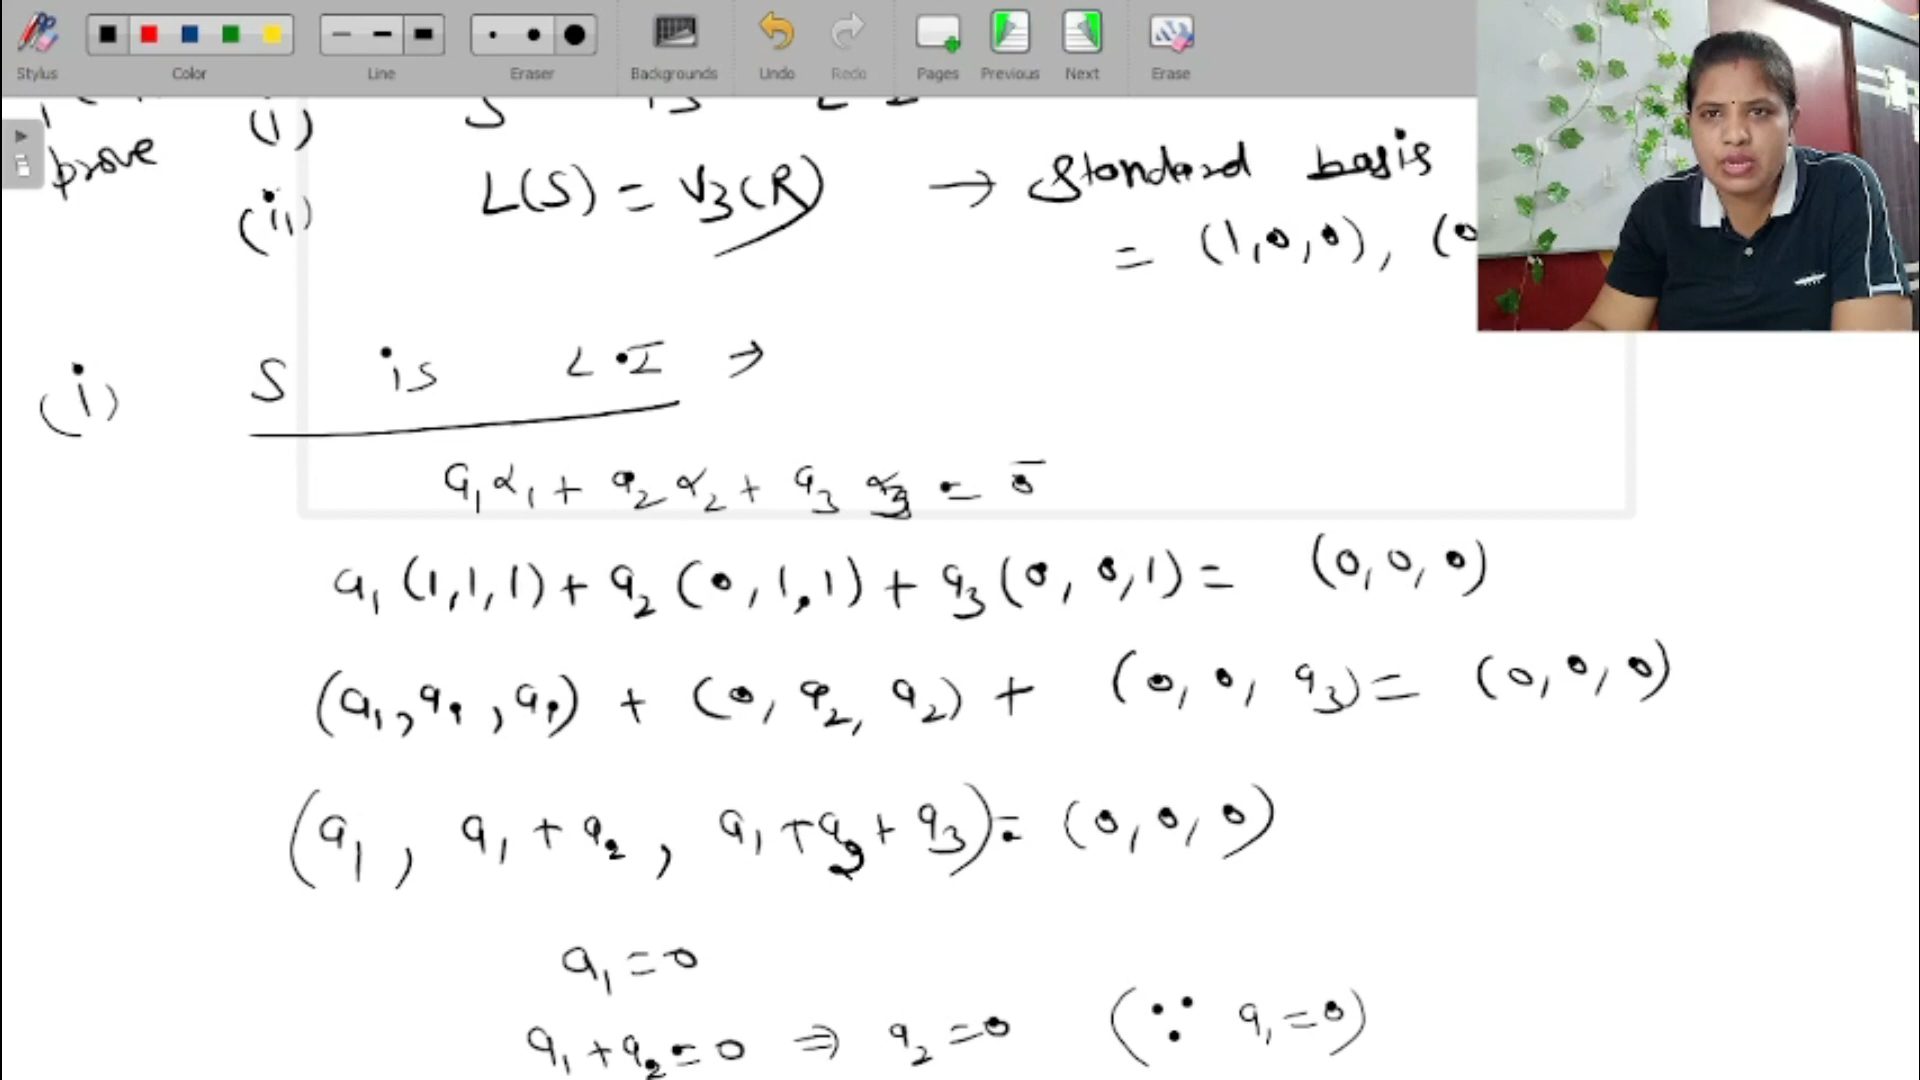 Stylus Color Line Eraser Backgrounds Undo Redo Pages Previous Next Erase
(i) S is L I
prove
(ii) L(S) = V₃(R) → Standard basis
= (1,0,0), (0
(i) S is L.I ⇒
a₁α₁ + a₂α₂ + a₃α₃ = 0̄
a₁(1,1,1) + a₂(0,1,1) + a₃(0,0,1) = (0,0,0)
(a₁,a₁,a₁) + (0,a₂,a₂) + (0,0,a₃) = (0,0,0)
(a₁, a₁+a₂, a₁+a₂+a₃) = (0,0,0)
a₁=0
a₁+a₂=0 ⇒ a₂=0 (∵ a₁=0)